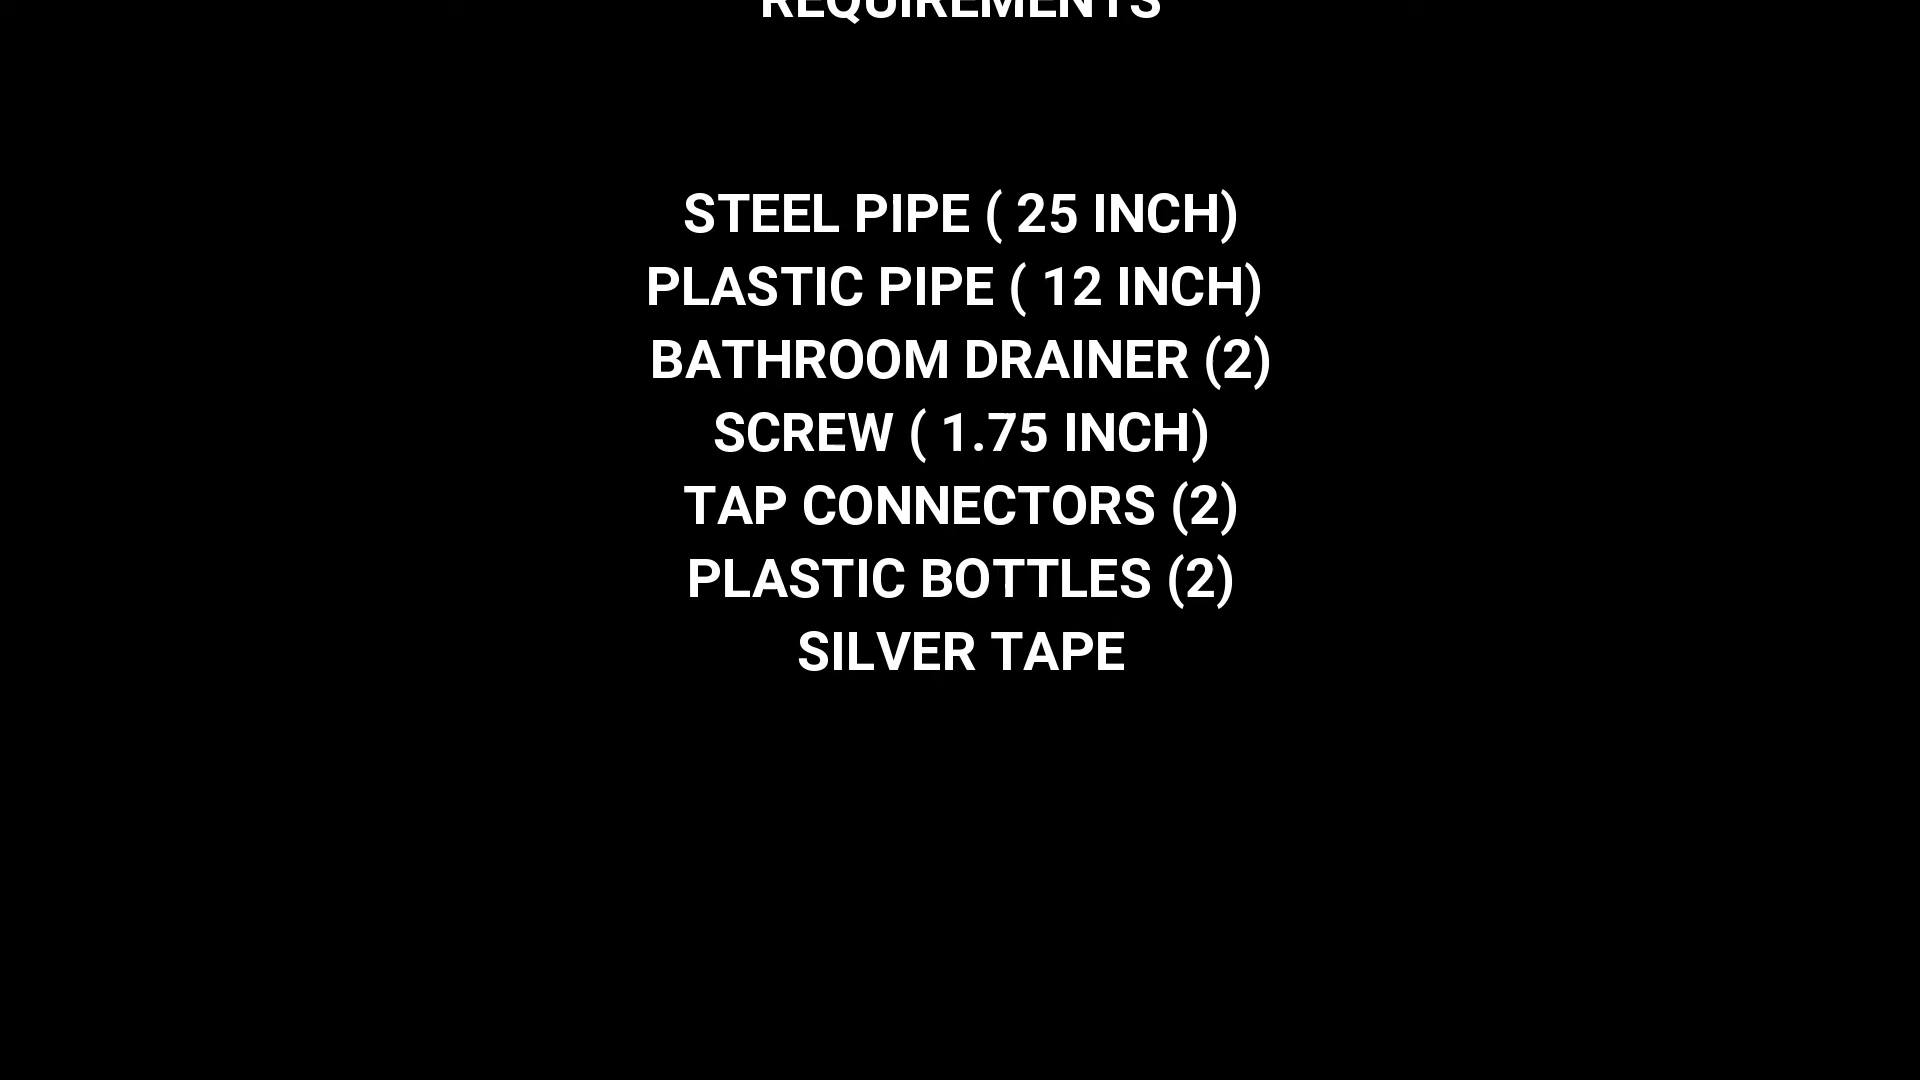 REQUIREMENTS
STEEL PIPE ( 25 INCH)
PLASTIC PIPE ( 12 INCH)
BATHROOM DRAINER (2)
SCREW ( 1.75 INCH)
TAP CONNECTORS (2)
PLASTIC BOTTLES (2)
SILVER TAPE